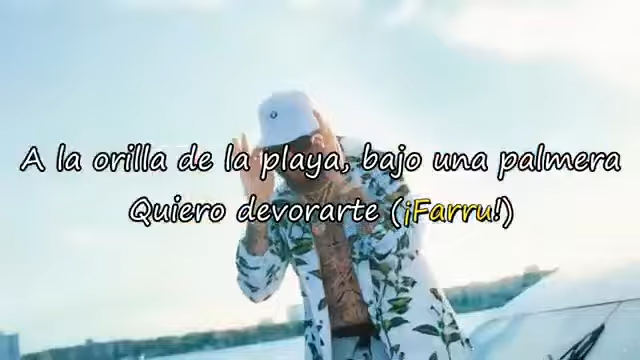 A la orilla de la playa, bajo una palmera
Quiero devorarte (¡Farru!)